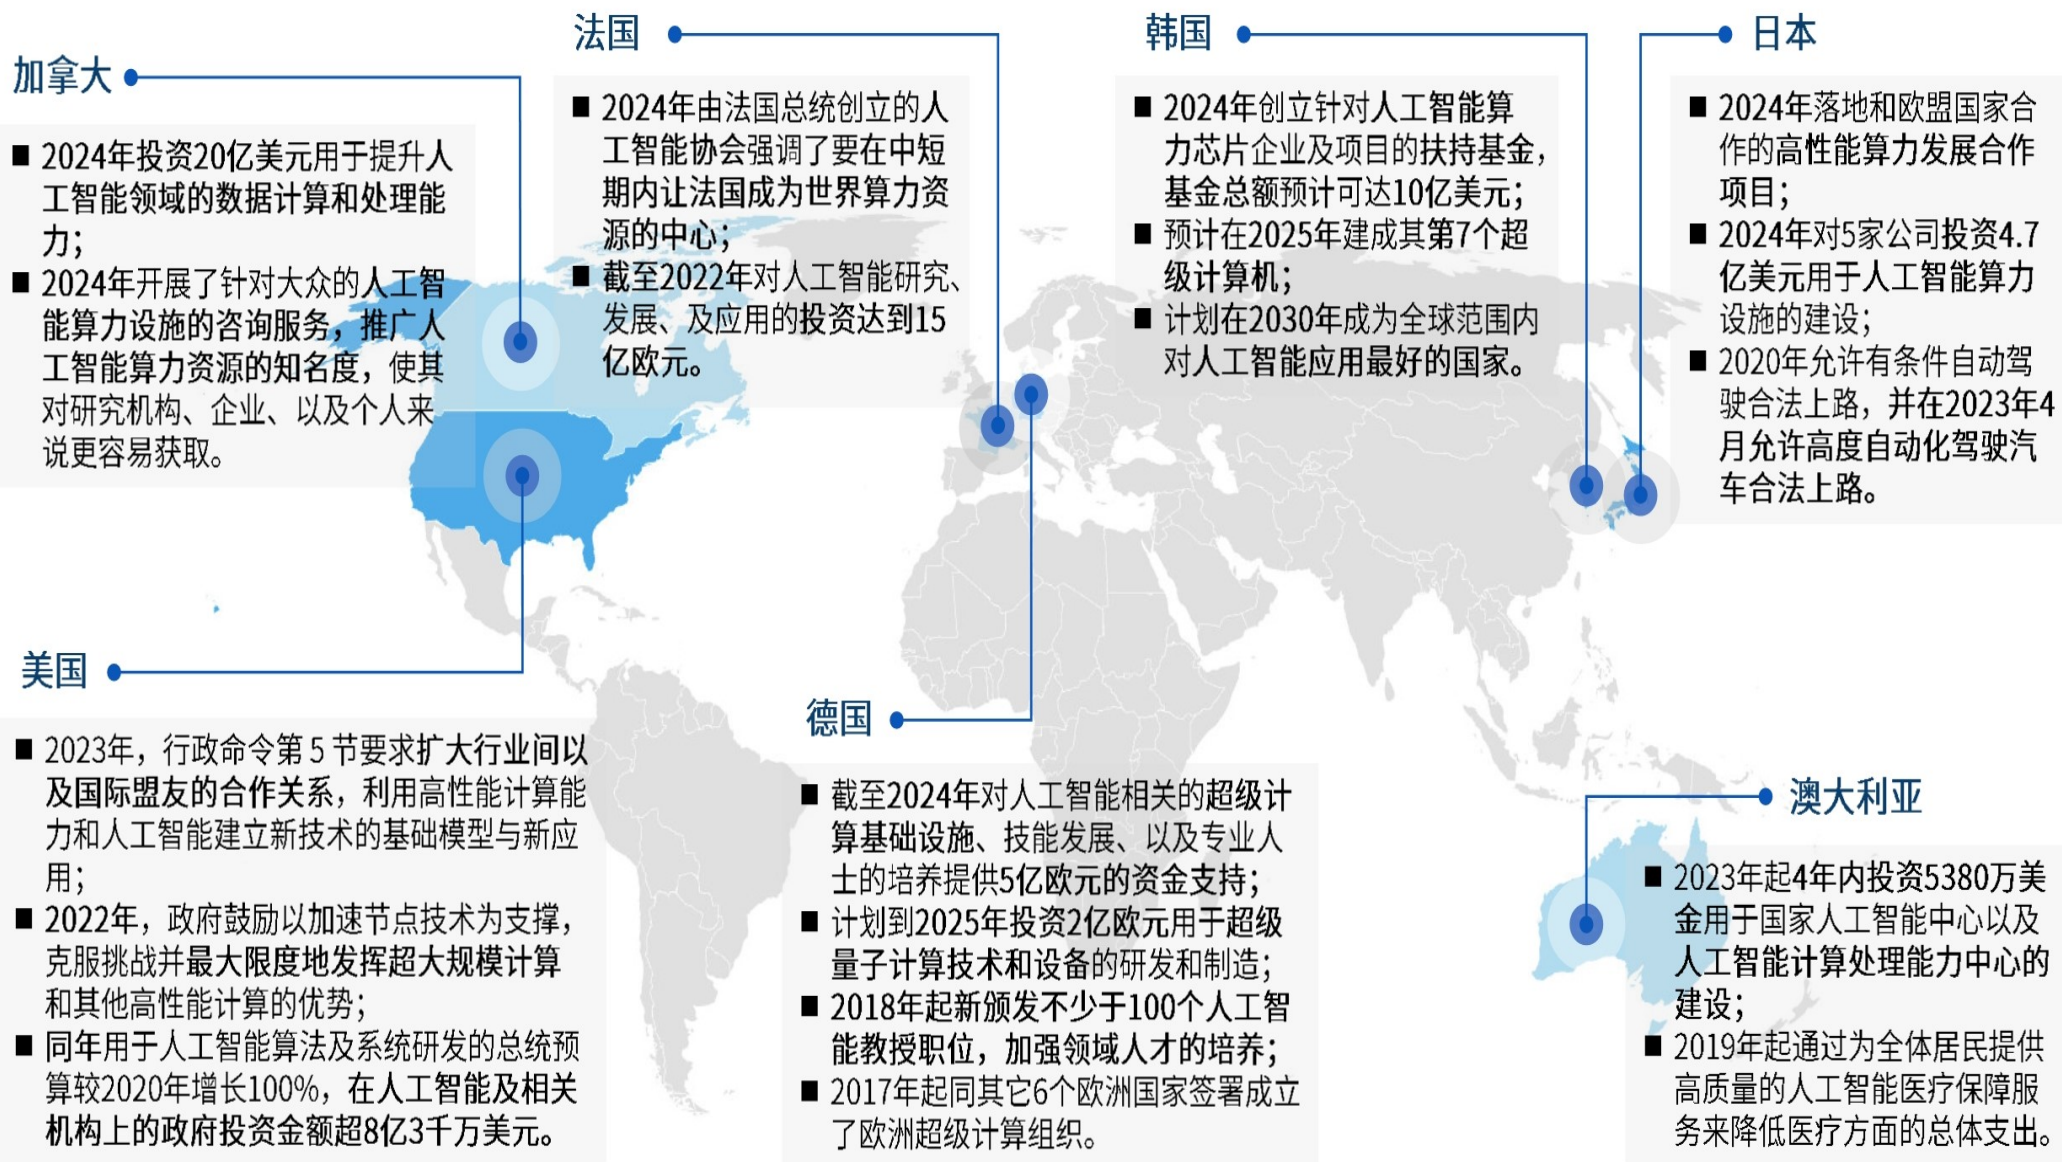 加拿大
■ 2024年投资20亿美元用于提升人
工智能领域的数据计算和处理能
力；
■ 2024年开展了针对大众的人工智
能算力设施的咨询服务，推广人
工智能算力资源的知名度，使其
对研究机构、企业、以及个人来
说更容易获取。
法国
■ 2024年由法国总统创立的人
工智能协会强调了要在中短
期内让法国成为世界算力资
源的中心；
■ 截至2022年对人工智能研究、
发展、及应用的投资达到15
亿欧元。
韩国
■ 2024年创立针对人工智能算
力芯片企业及项目的扶持基金，
基金总额预计可达10亿美元；
■ 预计在2025年建成其第7个超
级计算机；
■ 计划在2030年成为全球范围内
对人工智能应用最好的国家。
日本
■ 2024年落地和欧盟国家合
作的高性能算力发展合作
项目；
■ 2024年对5家公司投资4.7
亿美元用于人工智能算力
设施的建设；
■ 2020年允许有条件自动驾
驶合法上路，并在2023年4
月允许高度自动化驾驶汽
车合法上路。
美国
■ 2023年，行政命令第 5 节要求扩大行业间以
及国际盟友的合作关系，利用高性能计算能
力和人工智能建立新技术的基础模型与新应
用；
■ 2022年，政府鼓励以加速节点技术为支撑，
克服挑战并最大限度地发挥超大规模计算
和其他高性能计算的优势；
■ 同年用于人工智能算法及系统研发的总统预
算较2020年增长100%，在人工智能及相关
机构上的政府投资金额超8亿3千万美元。
德国
■ 截至2024年对人工智能相关的超级计
算基础设施、技能发展、以及专业人
士的培养提供5亿欧元的资金支持；
■ 计划到2025年投资2亿欧元用于超级
量子计算技术和设备的研发和制造；
■ 2018年起新颁发不少于100个人工智
能教授职位，加强领域人才的培养；
■ 2017年起同其它6个欧洲国家签署成立
了欧洲超级计算组织。
澳大利亚
■ 2023年起4年内投资5380万美
金用于国家人工智能中心以及
人工智能计算处理能力中心的
建设；
■ 2019年起通过为全体居民提供
高质量的人工智能医疗保障服
务来降低医疗方面的总体支出。